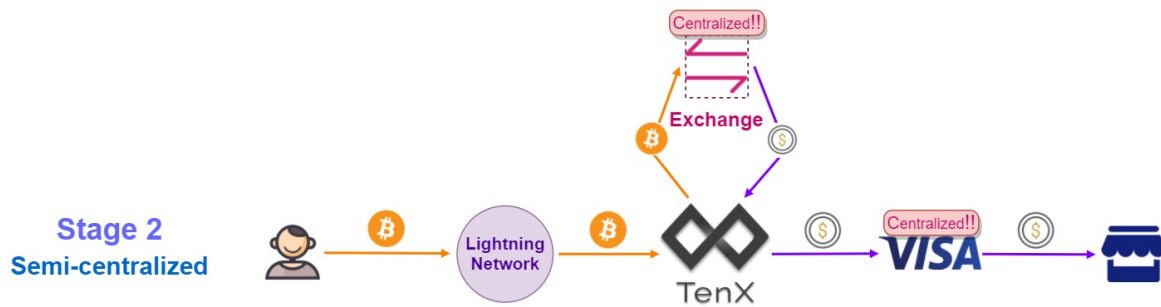 Centralized!!
Exchange
Stage 2
Semi-centralized
Lightning
Network
TenX
Centralized!!
VISA